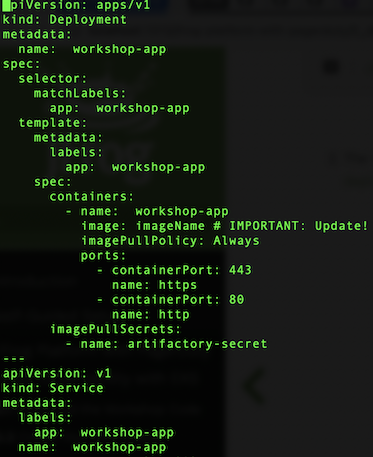 apiVersion: apps/v1
kind: Deployment
metadata:
  name:  workshop-app
spec:
  selector:
    matchLabels:
      app:  workshop-app
  template:
    metadata:
      labels:
        app:  workshop-app
    spec:
      containers:
        - name:  workshop-app
          image: imageName # IMPORTANT: Update!
          imagePullPolicy: Always
          ports:
            - containerPort: 443
              name: https
            - containerPort: 80
              name: http
      imagePullSecrets:
        - name: artifactory-secret
---
apiVersion: v1
kind: Service
metadata:
  labels:
    app:  workshop-app
  name:  workshop-app